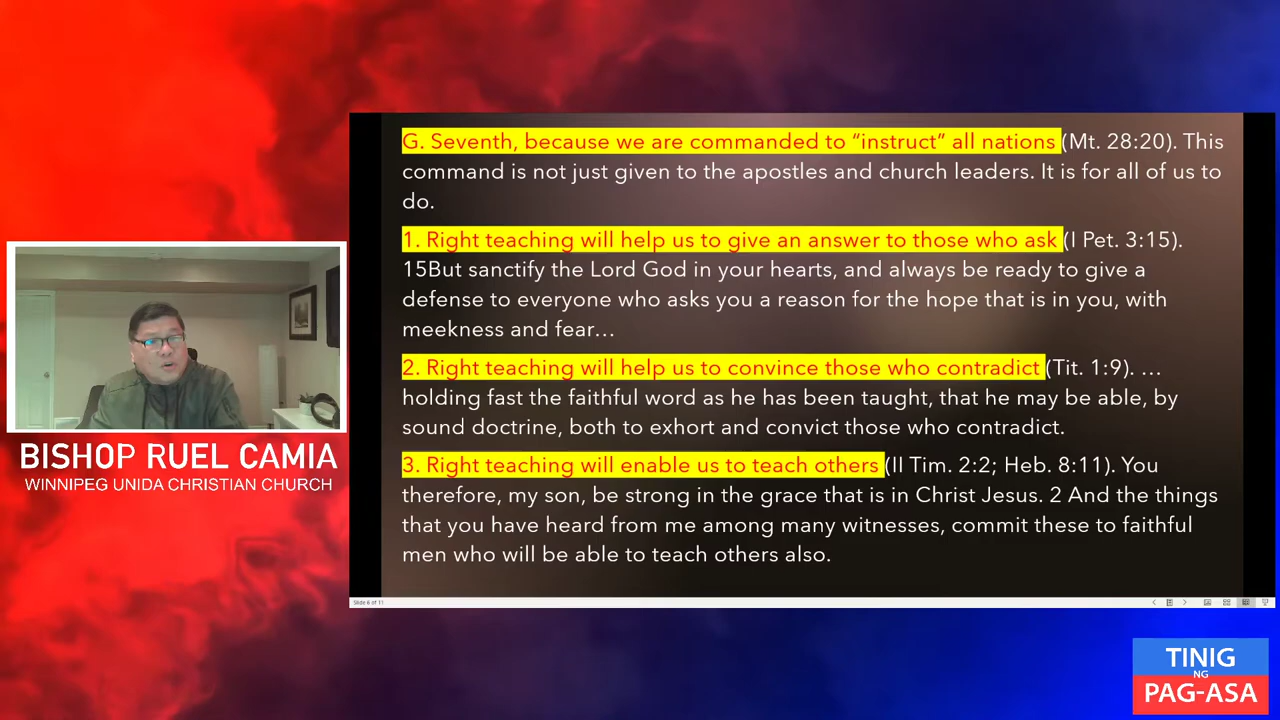 G. Seventh, because we are commanded to “instruct” all nations (Mt. 28:20). This
command is not just given to the apostles and church leaders. It is for all of us to
do.
1. Right teaching will help us to give an answer to those who ask (I Pet. 3:15).
15But sanctify the Lord God in your hearts, and always be ready to give a
defense to everyone who asks you a reason for the hope that is in you, with
meekness and fear…
2. Right teaching will help us to convince those who contradict (Tit. 1:9). …
holding fast the faithful word as he has been taught, that he may be able, by
sound doctrine, both to exhort and convict those who contradict.
3. Right teaching will enable us to teach others (II Tim. 2:2; Heb. 8:11). You
therefore, my son, be strong in the grace that is in Christ Jesus. 2 And the things
that you have heard from me among many witnesses, commit these to faithful
men who will be able to teach others also.
Slide 6 of 11
BISHOP RUEL CAMIA
WINNIPEG UNIDA CHRISTIAN CHURCH
TINIG
NG
PAG-ASA